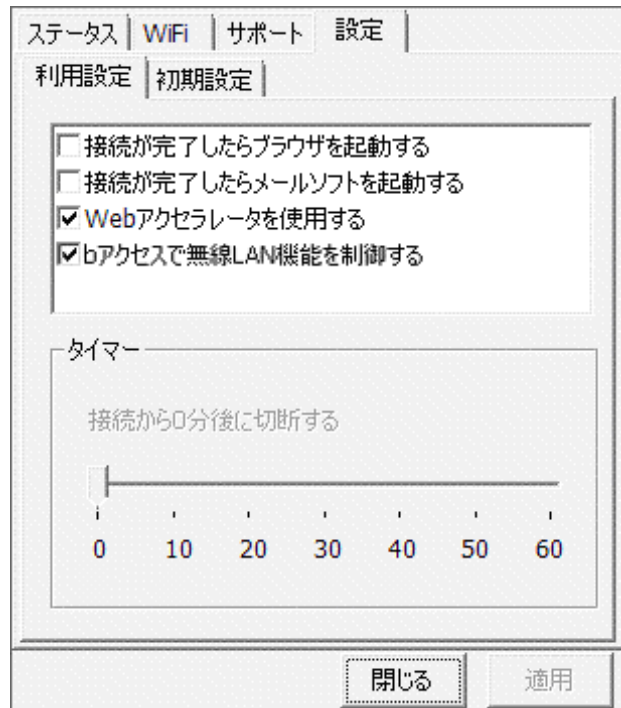 ステータス WiFi サポート 設定
利用設定 初期設定
接続が完了したらブラウザを起動する
接続が完了したらメールソフトを起動する
Webアクセラレータを使用する
bアクセスで無線LAN機能を制御する
タイマー
接続から0分後に切断する
0 10 20 30 40 50 60
閉じる 適用